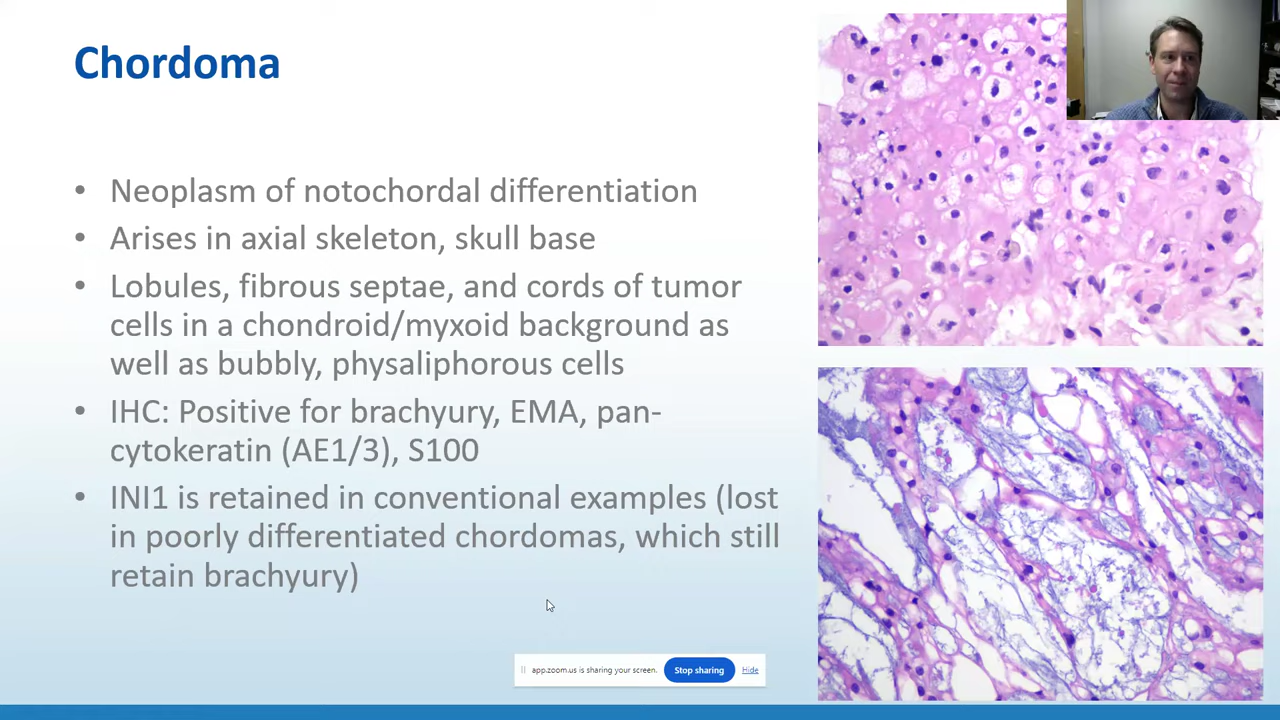 Chordoma
• Neoplasm of notochordal differentiation
• Arises in axial skeleton, skull base
• Lobules, fibrous septae, and cords of tumor
cells in a chondroid/myxoid background as
well as bubbly, physaliphorous cells
• IHC: Positive for brachyury, EMA, pan-
cytokeratin (AE1/3), S100
• INI1 is retained in conventional examples (lost
in poorly differentiated chordomas, which still
retain brachyury)
app.zoom.us is sharing your screen. Stop sharing Hide